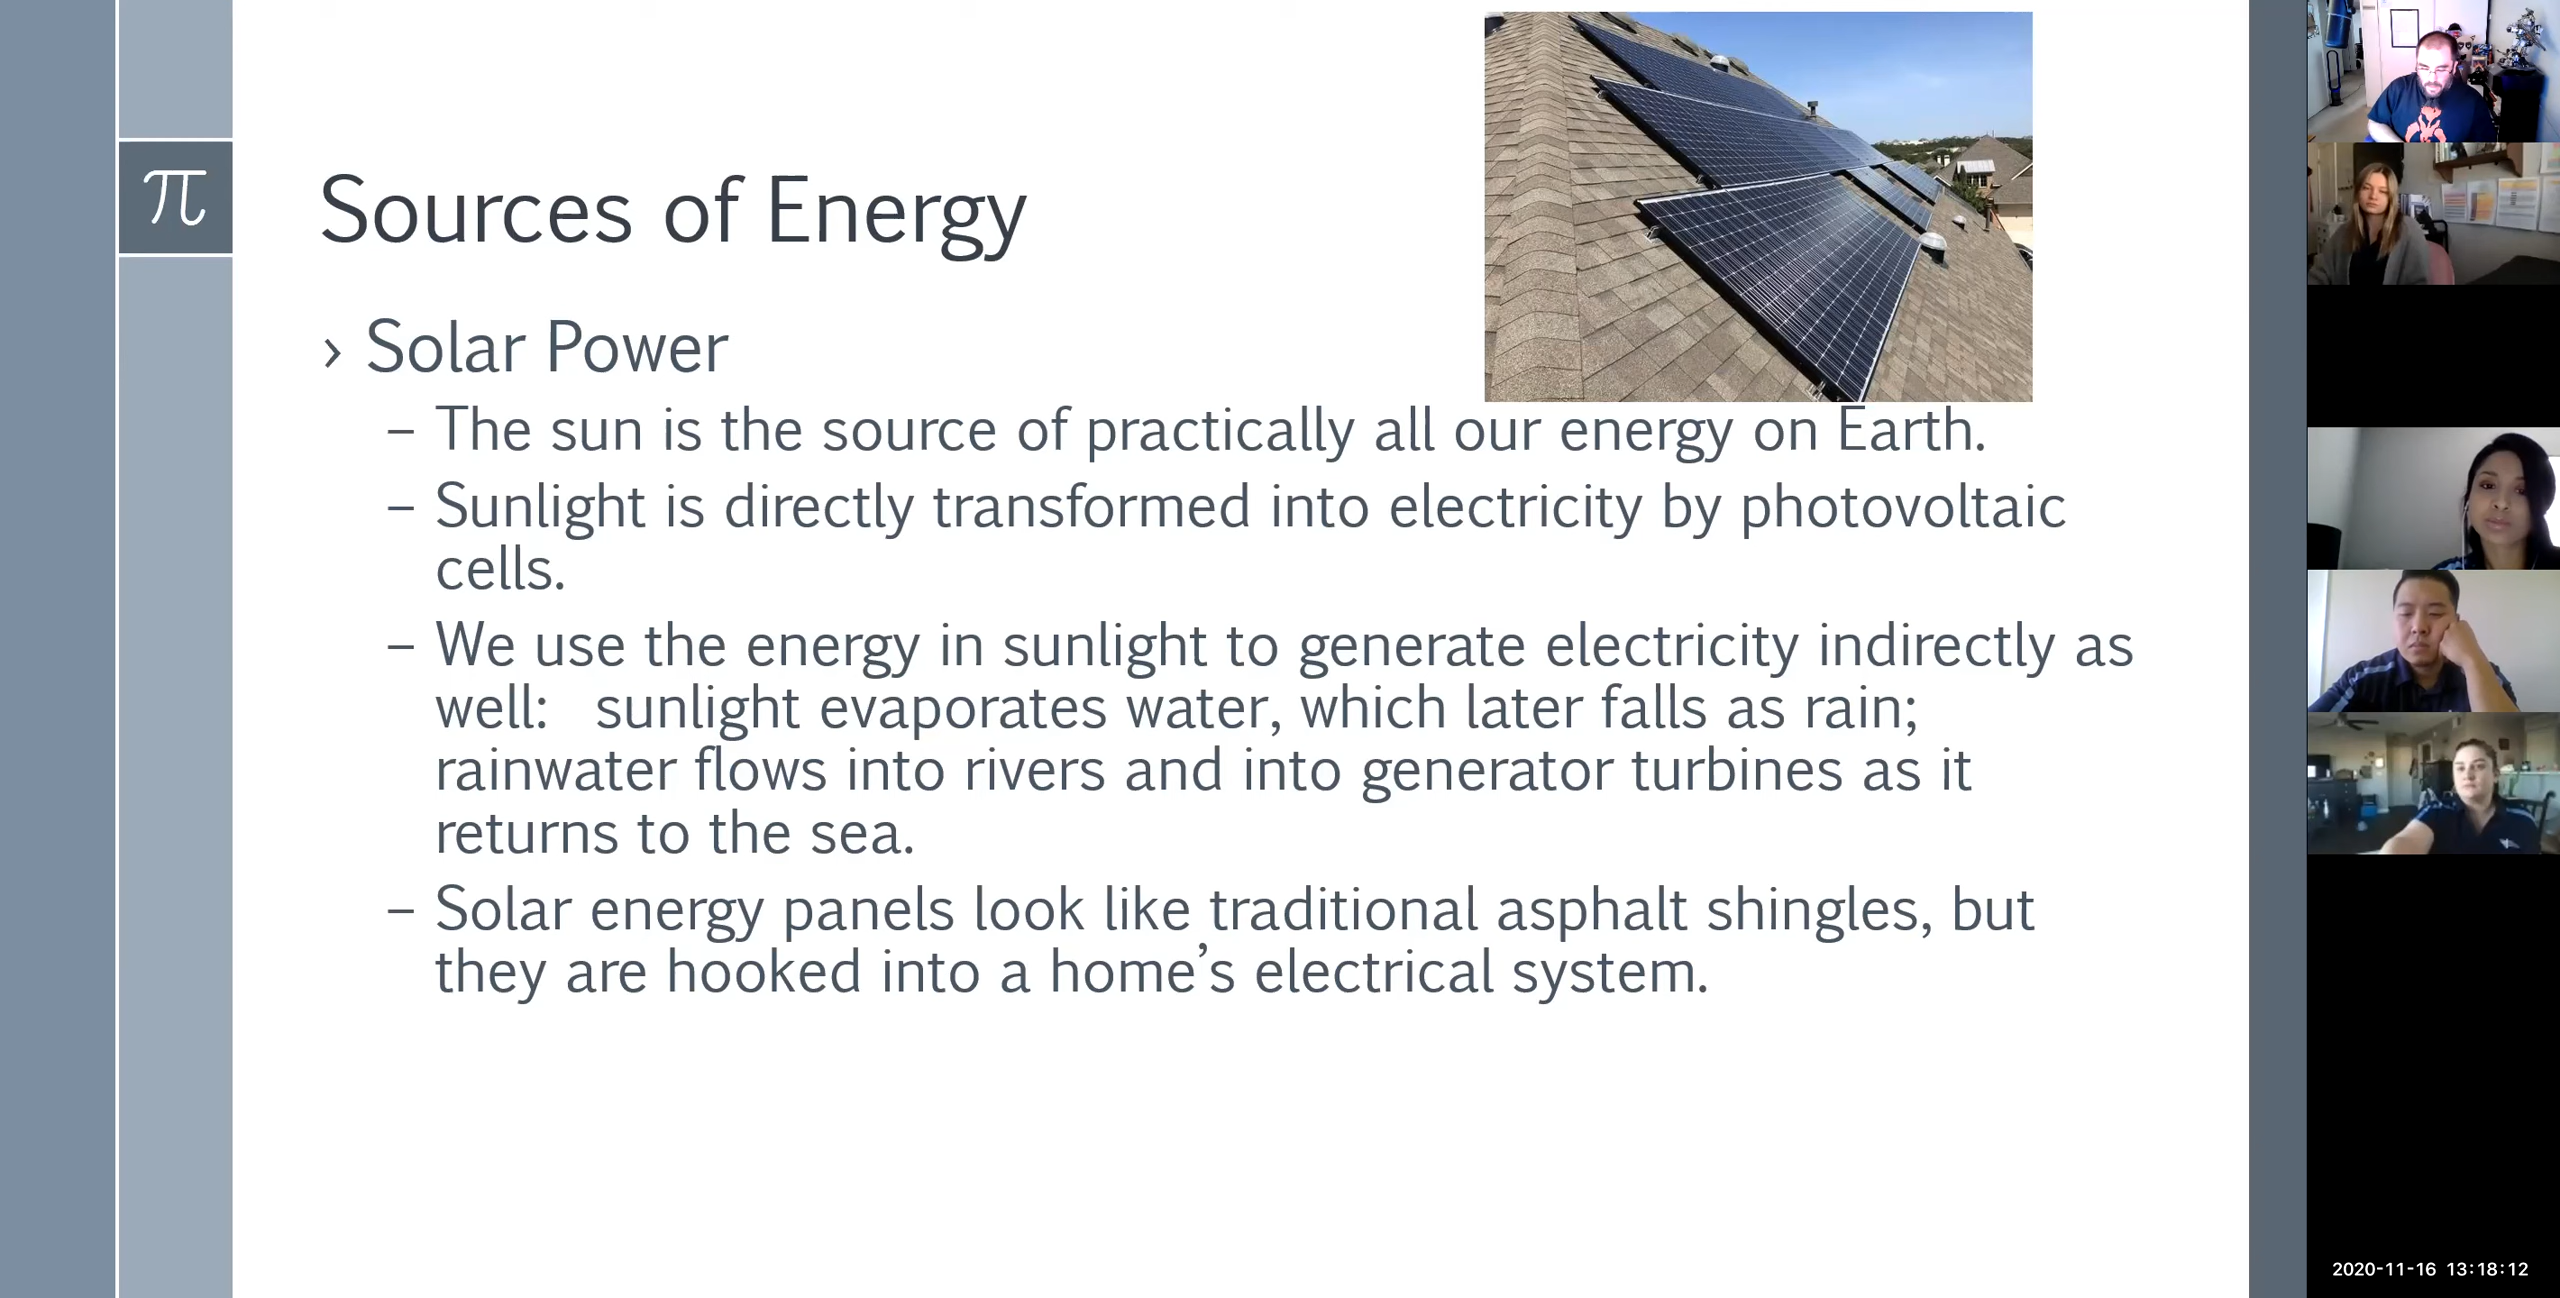 π
Sources of Energy
› Solar Power
– The sun is the source of practically all our energy on Earth.
– Sunlight is directly transformed into electricity by photovoltaic
cells.
– We use the energy in sunlight to generate electricity indirectly as
well:   sunlight evaporates water, which later falls as rain;
rainwater flows into rivers and into generator turbines as it
returns to the sea.
– Solar energy panels look like traditional asphalt shingles, but
they are hooked into a home’s electrical system.
2020-11-16 13:18:12